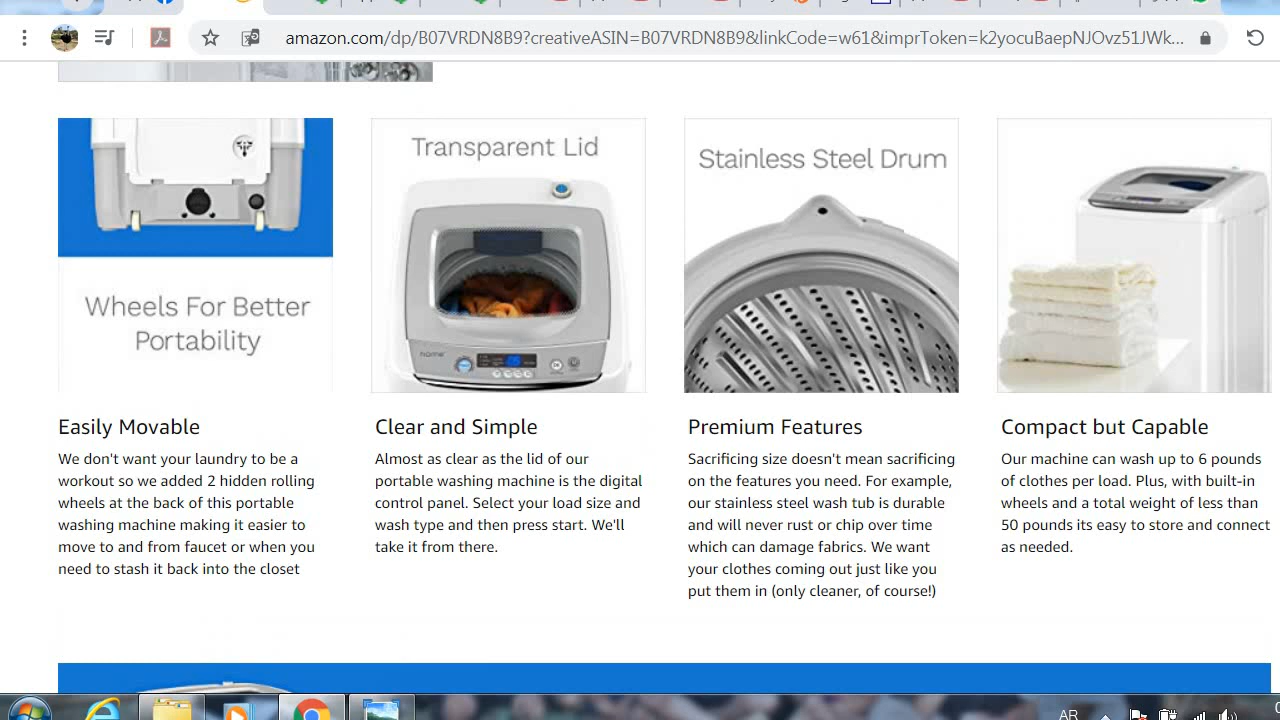 amazon.com/dp/B07VRDN8B9?creativeASIN=B07VRDN8B9&linkCode=w61&imprToken=k2yocuBaepNJOvz51JWk...
Wheels For Better
Portability
Transparent Lid
home
Stainless Steel Drum
Easily Movable
We don't want your laundry to be a
workout so we added 2 hidden rolling
wheels at the back of this portable
washing machine making it easier to
move to and from faucet or when you
need to stash it back into the closet
Clear and Simple
Almost as clear as the lid of our
portable washing machine is the digital
control panel. Select your load size and
wash type and then press start. We'll
take it from there.
Premium Features
Sacrificing size doesn't mean sacrificing
on the features you need. For example,
our stainless steel wash tub is durable
and will never rust or chip over time
which can damage fabrics. We want
your clothes coming out just like you
put them in (only cleaner, of course!)
Compact but Capable
Our machine can wash up to 6 pounds
of clothes per load. Plus, with built-in
wheels and a total weight of less than
50 pounds its easy to store and connect
as needed.
AR